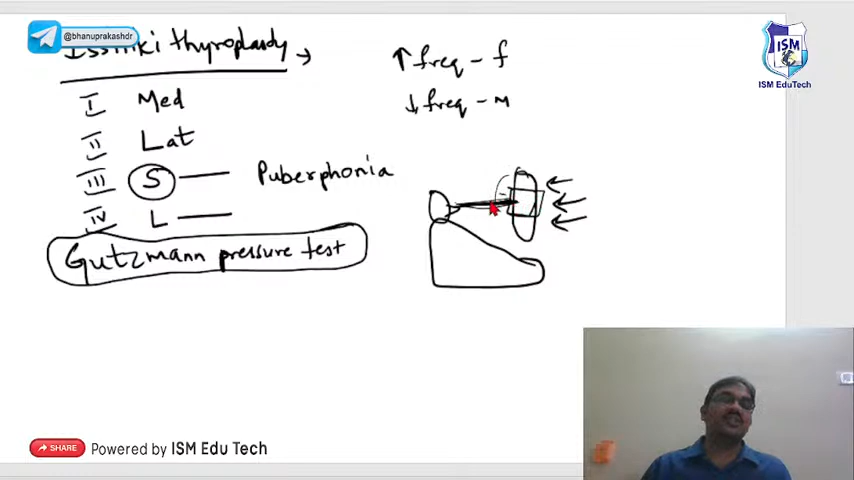 @bhanuprakashdr
Isshiki thyroplasty →
↑ freq - f
↓ freq - m
I Med
II Lat
III S — Puberphonia
IV L —
Gutzmann pressure test
ISM
ISM EduTech
SHARE
Powered by ISM Edu Tech